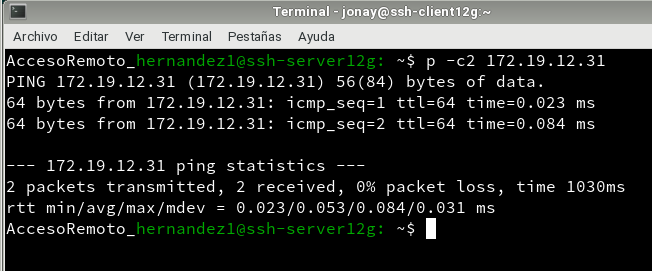 Terminal - jonay@ssh-client12g:~
Archivo Editar Ver Terminal Pestañas Ayuda
AccesoRemoto_hernandez1@ssh-server12g: ~$ p -c2 172.19.12.31
PING 172.19.12.31 (172.19.12.31) 56(84) bytes of data.
64 bytes from 172.19.12.31: icmp_seq=1 ttl=64 time=0.023 ms
64 bytes from 172.19.12.31: icmp_seq=2 ttl=64 time=0.084 ms
--- 172.19.12.31 ping statistics ---
2 packets transmitted, 2 received, 0% packet loss, time 1030ms
rtt min/avg/max/mdev = 0.023/0.053/0.084/0.031 ms
AccesoRemoto_hernandez1@ssh-server12g: ~$